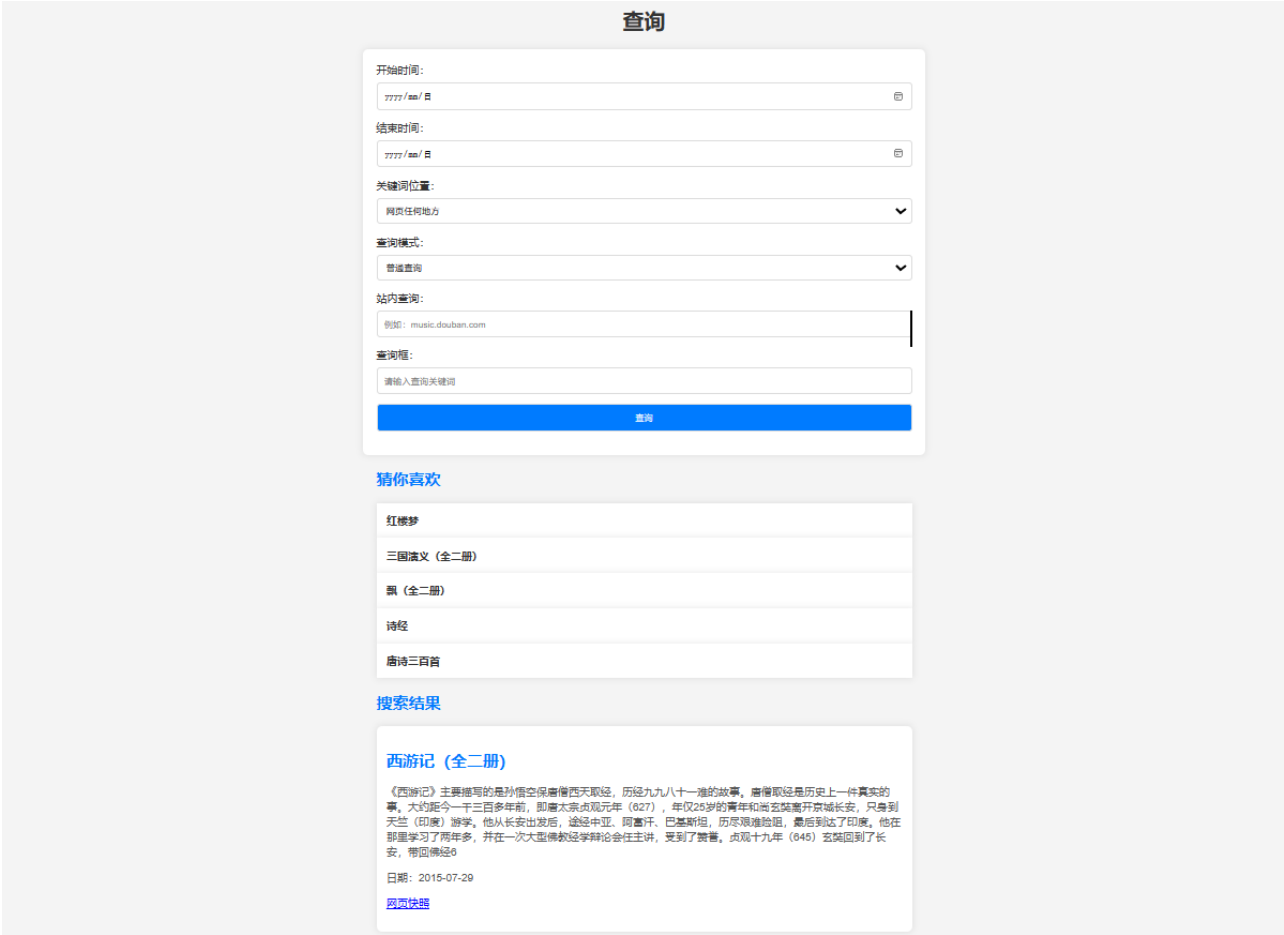 查询
开始时间：
yyyy/mm/日
结束时间：
yyyy/mm/日
关键词位置：
网页任何地方
查询模式：
普通查询
站内查询：
例如：music.douban.com
查询框：
请输入查询关键词
查询
猜你喜欢
红楼梦
三国演义（全二册）
飘（全二册）
诗经
唐诗三百首
搜索结果
西游记（全二册）
《西游记》主要描写的是孙悟空保唐僧西天取经，历经九九八十一难的故事。唐僧取经是历史上一件真实的
事。大约距今一千三百多年前，即唐太宗贞观元年（627），年仅25岁的青年和尚玄奘离开京城长安，只身到
天竺（印度）游学。他从长安出发后，途经中亚、阿富汗、巴基斯坦，历尽艰难险阻，最后到达了印度。他在
那里学习了两年多，并在一次大型佛教经学辩论会任主讲，受到了赞誉。贞观十九年（645）玄奘回到了长
安，带回佛经6
日期：2015-07-29
网页快照